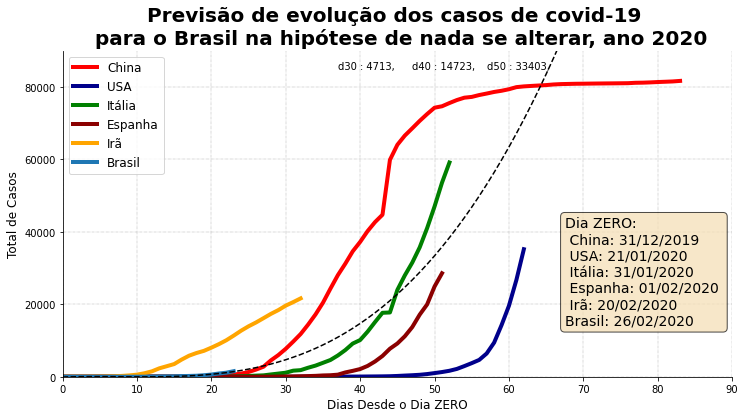 Previsão de evolução dos casos de covid-19
para o Brasil na hipótese de nada se alterar, ano 2020
China
USA
Itália
Espanha
Irã
Brasil
d30 : 4713,
d40 : 14723,
d50 : 33403,
Total de Casos
80000
60000
40000
20000
0
Dia ZERO:
China: 31/12/2019
USA: 21/01/2020
Itália: 31/01/2020
Espanha: 01/02/2020
Irã: 20/02/2020
Brasil: 26/02/2020
0 10 20 30 40 50 60 70 80 90
Dias Desde o Dia ZERO